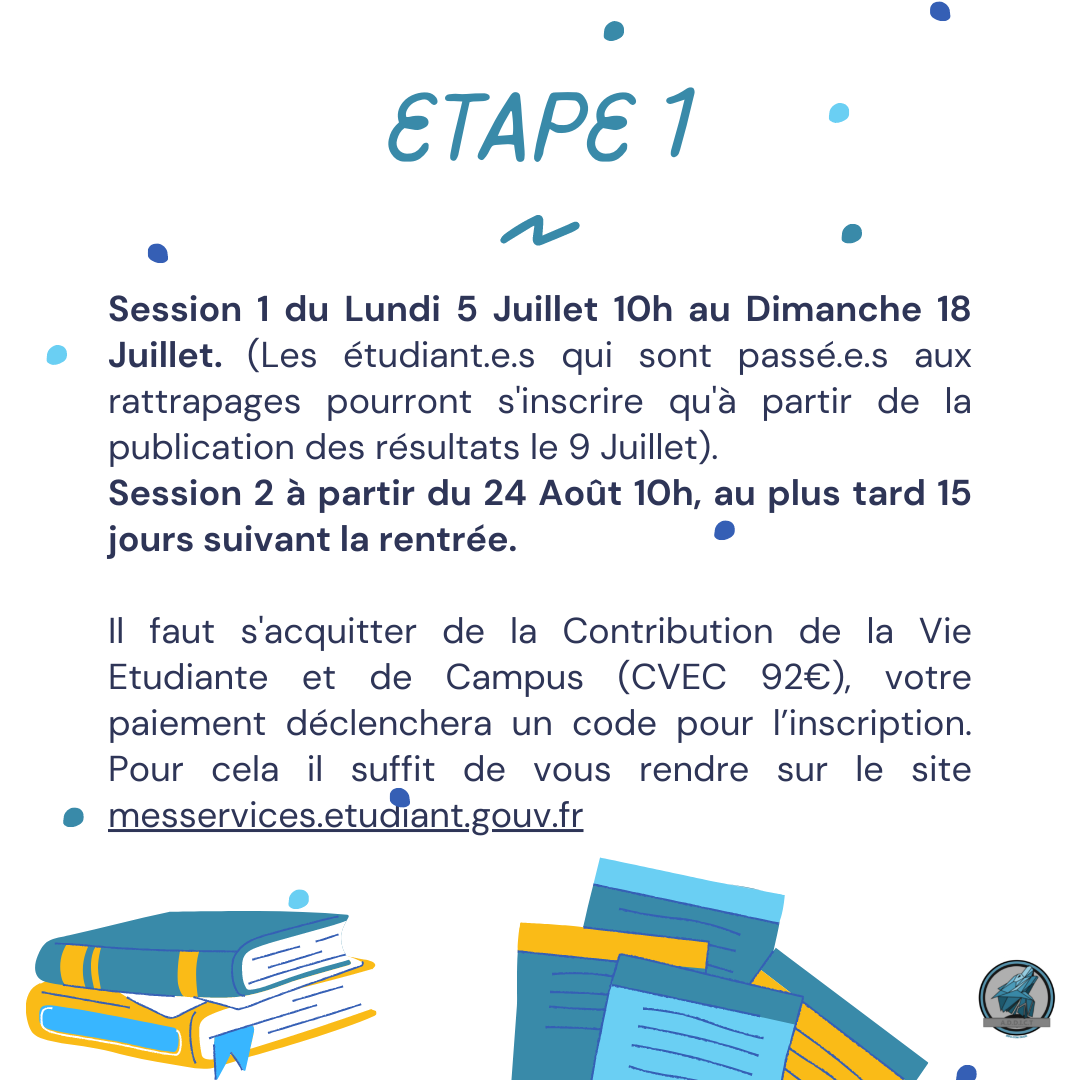 ETAPE 1
Session 1 du Lundi 5 Juillet 10h au Dimanche 18
Juillet. (Les étudiant.e.s qui sont passé.e.s aux
rattrapages pourront s'inscrire qu'à partir de la
publication des résultats le 9 Juillet).
Session 2 à partir du 24 Août 10h, au plus tard 15
jours suivant la rentrée.
Il faut s'acquitter de la Contribution de la Vie
Etudiante et de Campus (CVEC 92€), votre
paiement déclenchera un code pour l’inscription.
Pour cela il suffit de vous rendre sur le site
messervices.etudiant.gouv.fr